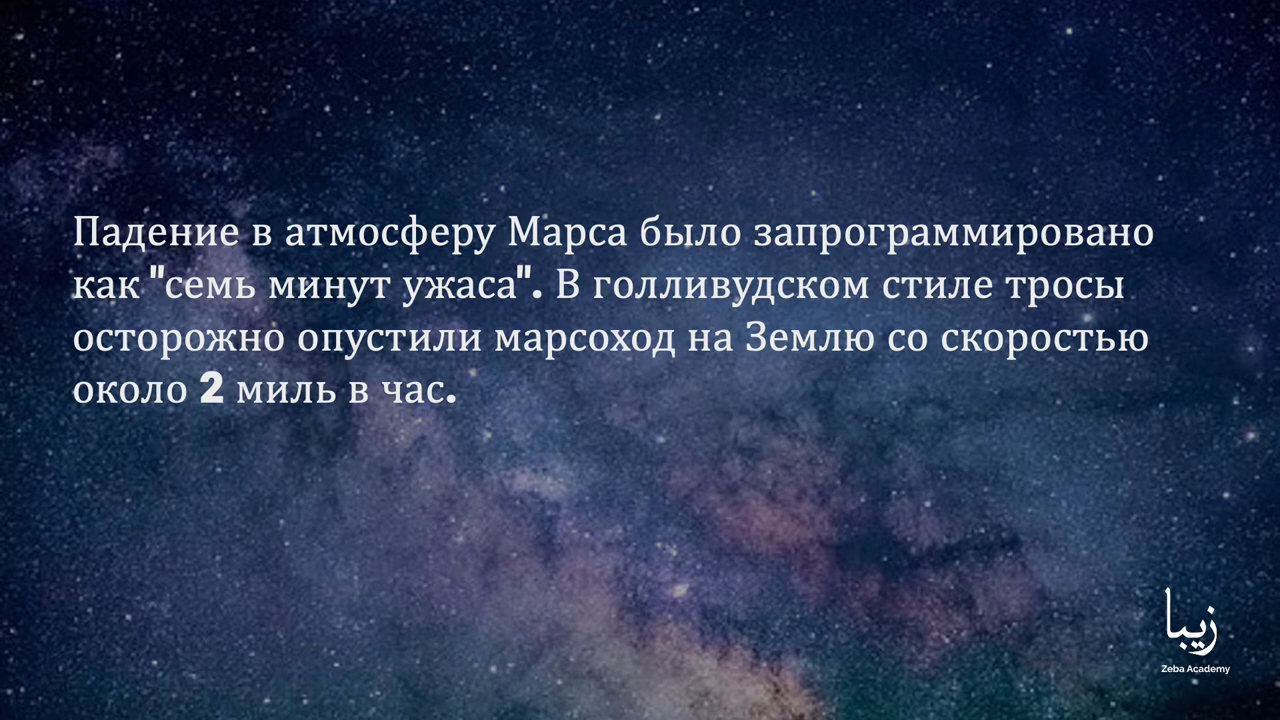 Падение в атмосферу Марса было запрограммировано
как "семь минут ужаса". В голливудском стиле тросы
осторожно опустили марсоход на Землю со скоростью
около 2 миль в час.
زيبا
Zeba Academy